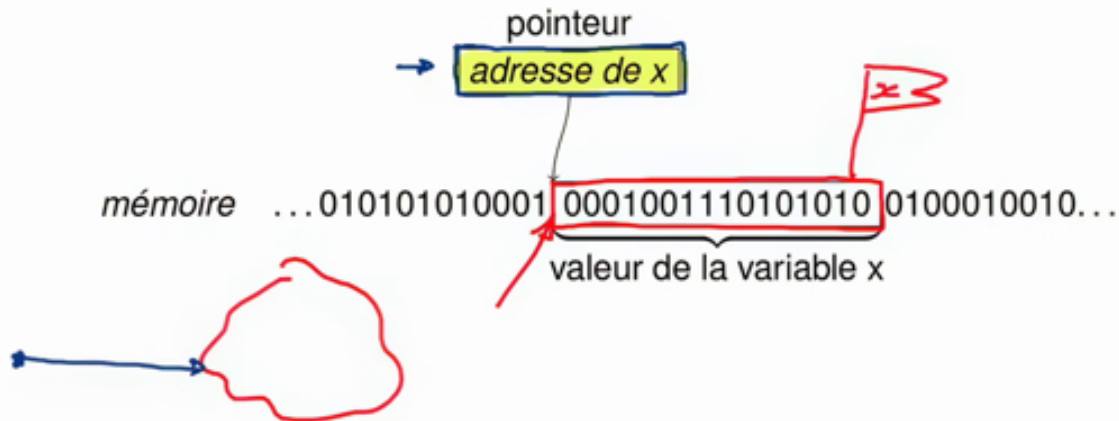 pointeur
adresse de x
x
mémoire ...010101010001 0001001110101010 0100010010...
valeur de la variable x